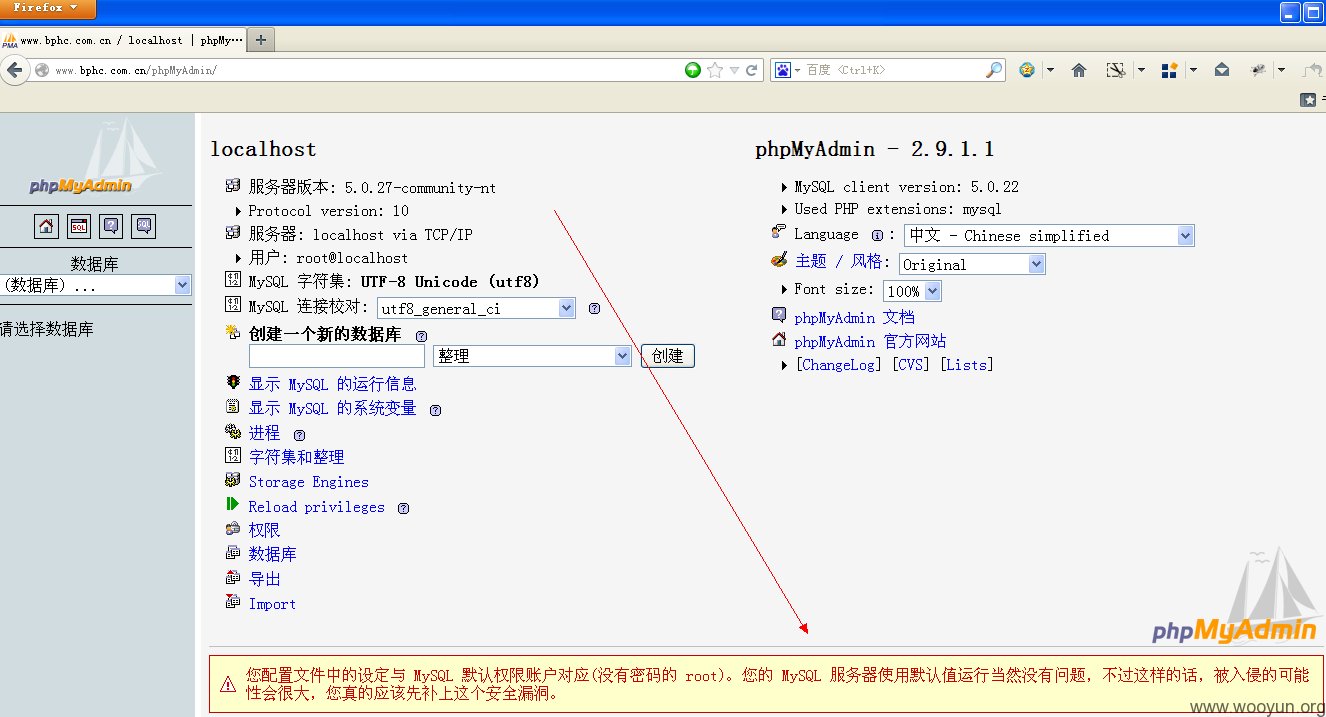 Firefox
www.bphc.com.cn / localhost | phpMy...
www.bphc.com.cn/phpMyAdmin/
百度 <Ctrl+K>
phpMyAdmin
SQL
数据库
(数据库) ...
请选择数据库
localhost
服务器版本: 5.0.27-community-nt
Protocol version: 10
服务器: localhost via TCP/IP
用户: root@localhost
MySQL 字符集: UTF-8 Unicode (utf8)
MySQL 连接校对: utf8_general_ci
创建一个新的数据库
整理 创建
显示 MySQL 的运行信息
显示 MySQL 的系统变量
进程
字符集和整理
Storage Engines
Reload privileges
权限
数据库
导出
Import
phpMyAdmin - 2.9.1.1
MySQL client version: 5.0.22
Used PHP extensions: mysql
Language : 中文 - Chinese simplified
主题 / 风格: Original
Font size: 100%
phpMyAdmin 文档
phpMyAdmin 官方网站
[ChangeLog] [CVS] [Lists]
phpMyAdmin
您配置文件中的设定与 MySQL 默认权限账户对应(没有密码的 root)。您的 MySQL 服务器使用默认值运行当然没有问题，不过这样的话，被入侵的可能
性会很大，您真的应该先补上这个安全漏洞。
www.wooyun.org